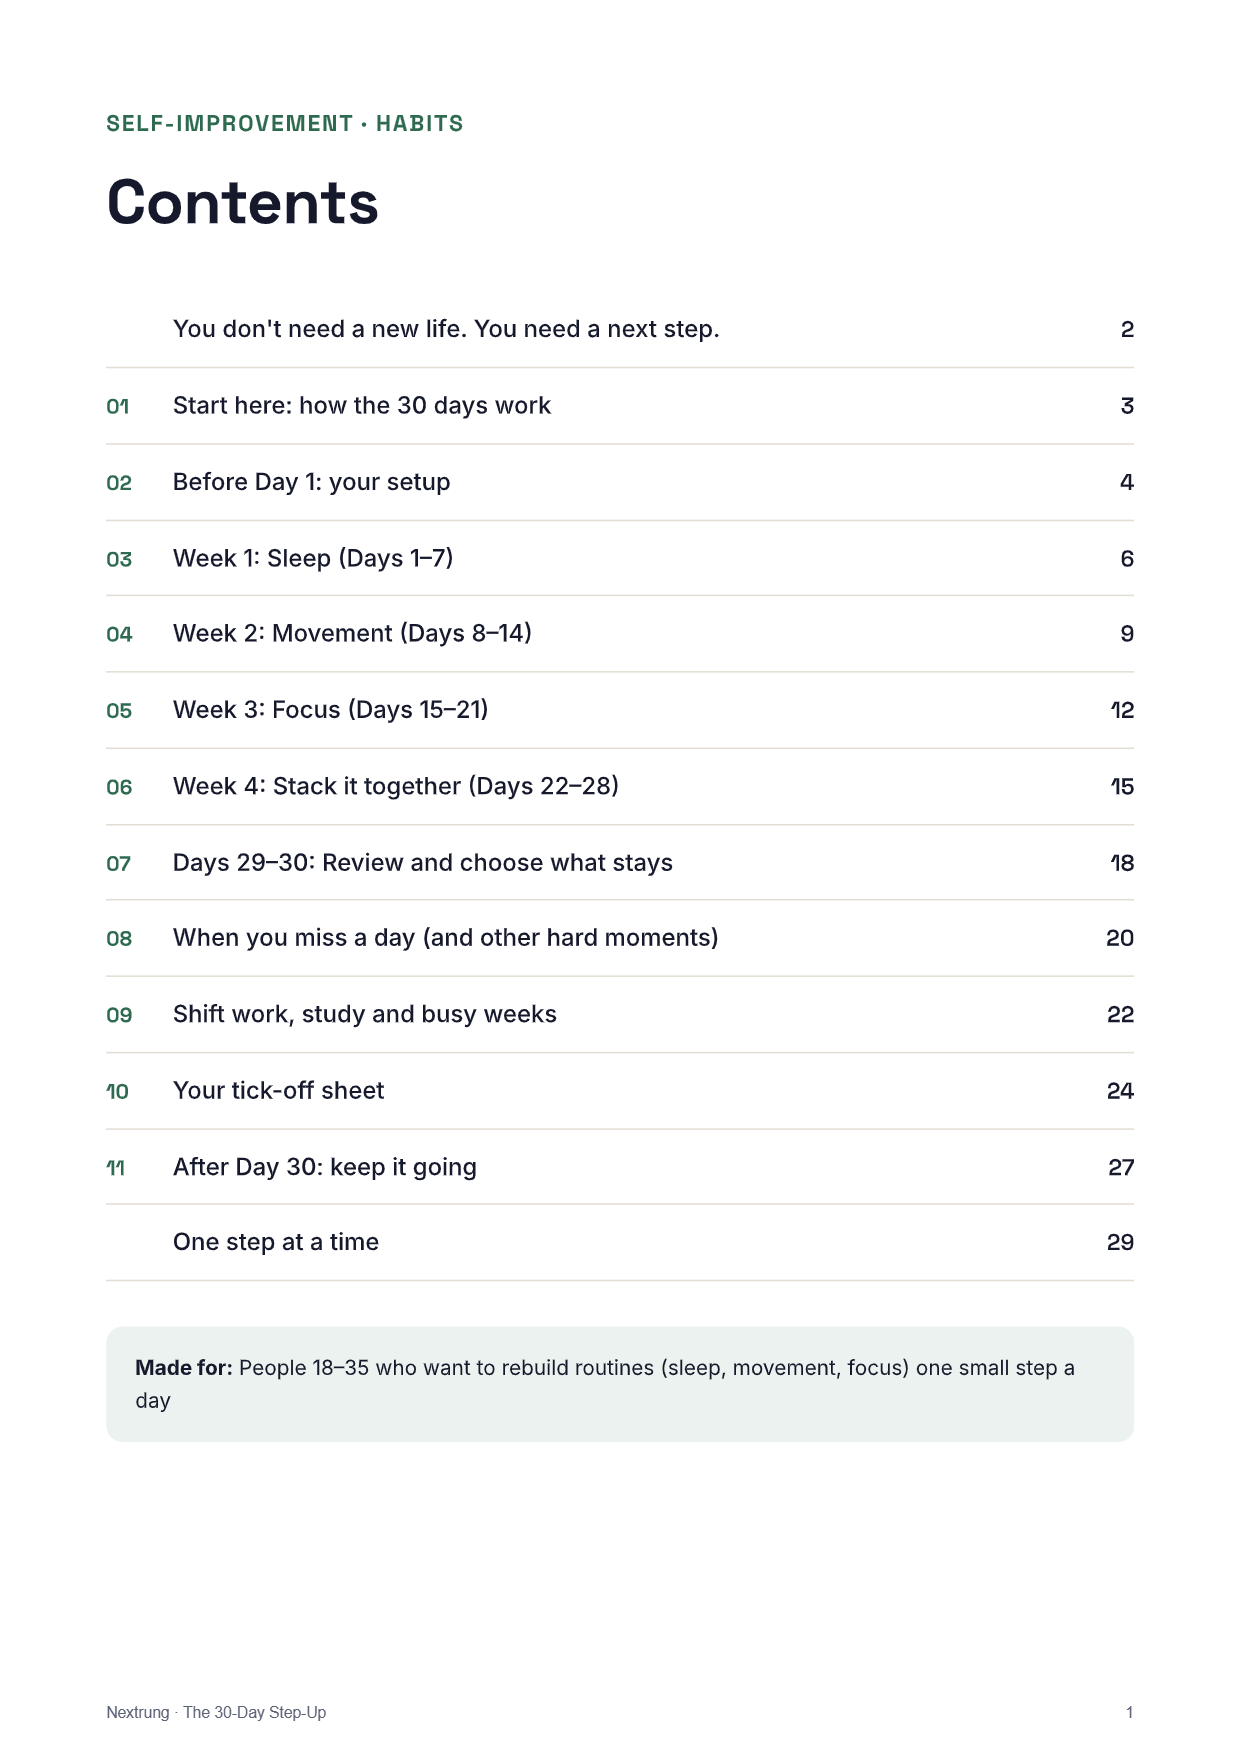 SELF-IMPROVEMENT · HABITS
Contents
You don't need a new life. You need a next step. 2
01 Start here: how the 30 days work 3
02 Before Day 1: your setup 4
03 Week 1: Sleep (Days 1–7) 6
04 Week 2: Movement (Days 8–14) 9
05 Week 3: Focus (Days 15–21) 12
06 Week 4: Stack it together (Days 22–28) 15
07 Days 29–30: Review and choose what stays 18
08 When you miss a day (and other hard moments) 20
09 Shift work, study and busy weeks 22
10 Your tick-off sheet 24
11 After Day 30: keep it going 27
One step at a time 29
Made for: People 18–35 who want to rebuild routines (sleep, movement, focus) one small step a
day
Nextrung · The 30-Day Step-Up 1